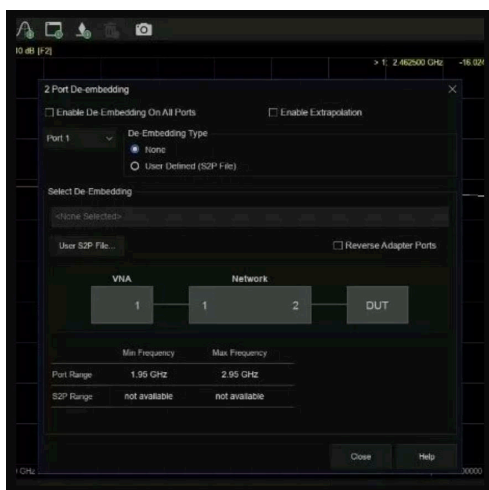 10 dB [F2]
> 1: 2.462500 GHz -16.024
2 Port De-embedding
Enable De-Embedding On All Ports
Enable Extrapolation
Port 1
De-Embedding Type
None
User Defined (S2P File)
Select De-Embedding
<None Selected>
User S2P File...
Reverse Adapter Ports
VNA Network
1 1 2 DUT
Min Frequency Max Frequency
Port Range 1.95 GHz 2.95 GHz
S2P Range not available not available
Close Help
GHz